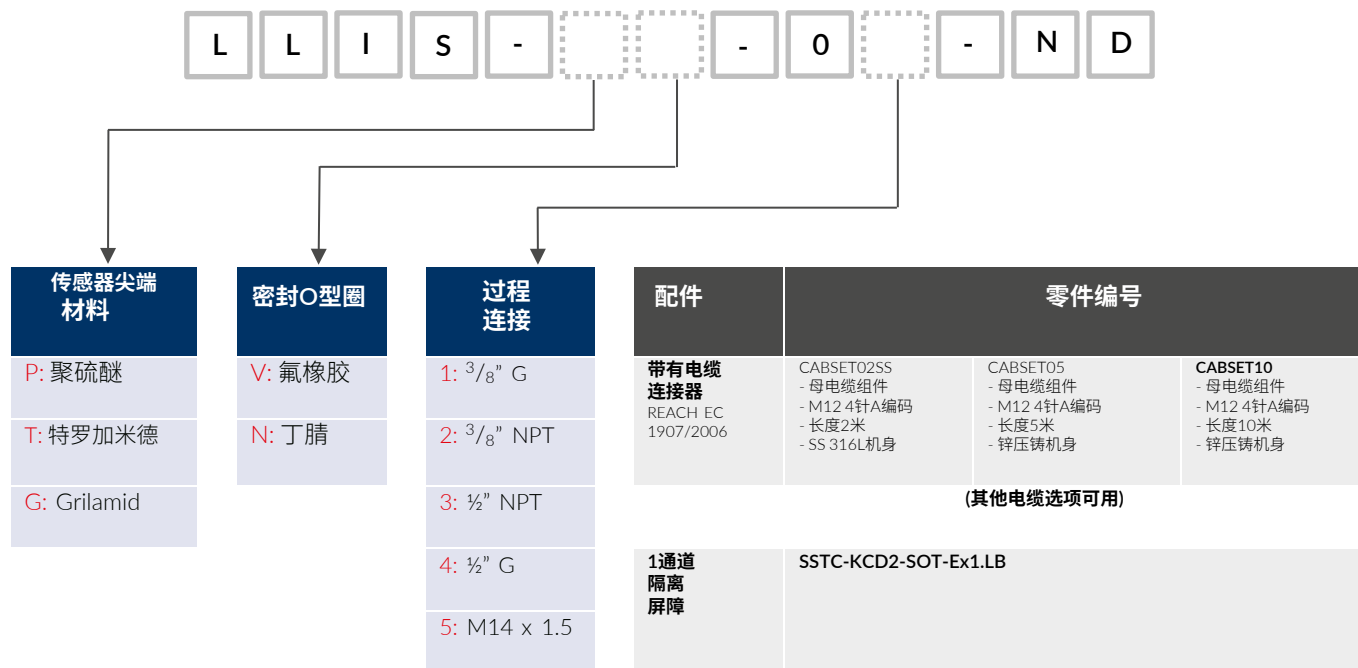 L L I S - - 0 - N D
传感器尖端
材料
P: 聚硫醚
T: 特罗加米德
G: Grilamid
密封O型圈
V: 氟橡胶
N: 丁腈
过程
连接
1: 3/8” G
2: 3/8” NPT
3: ½” NPT
4: ½” G
5: M14 x 1.5
配件
零件编号
带有电缆
连接器
REACH EC
1907/2006
CABSET02SS
- 母电缆组件
- M12 4针A编码
- 长度2米
- SS 316L机身
CABSET05
- 母电缆组件
- M12 4针A编码
- 长度5米
- 锌压铸机身
CABSET10
- 母电缆组件
- M12 4针A编码
- 长度10米
- 锌压铸机身
(其他电缆选项可用)
1通道
隔离
屏障
SSTC-KCD2-SOT-Ex1.LB